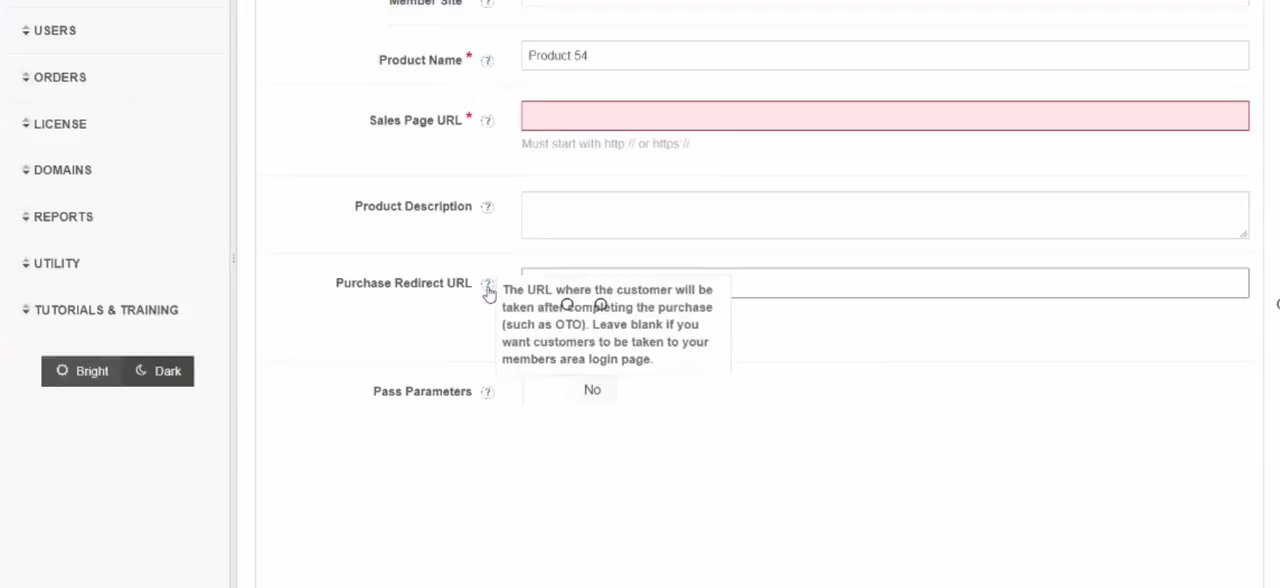 Member Site ?
USERS
Product Name * ? Product 54
ORDERS
Sales Page URL * ?
LICENSE
Must start with http // or https //
DOMAINS
Product Description ?
REPORTS
UTILITY
Purchase Redirect URL ?
The URL where the customer will be
taken after completing the purchase
(such as OTO). Leave blank if you
want customers to be taken to your
members area login page.
TUTORIALS & TRAINING
Bright Dark
Pass Parameters ? No